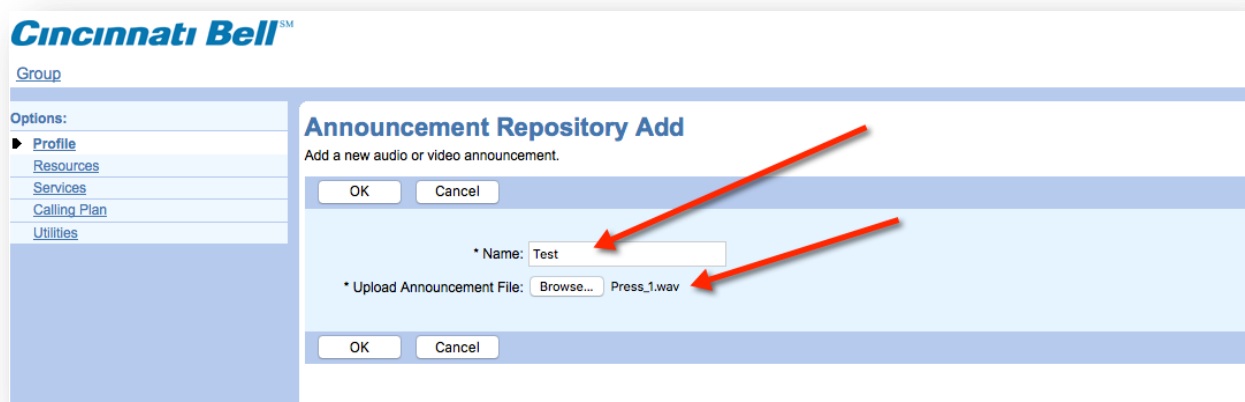 Cincinnati Bell℠
Group
Options:
Profile
Resources
Services
Calling Plan
Utilities
Announcement Repository Add
Add a new audio or video announcement.
OK Cancel
* Name: Test
* Upload Announcement File: Browse... Press_1.wav
OK Cancel